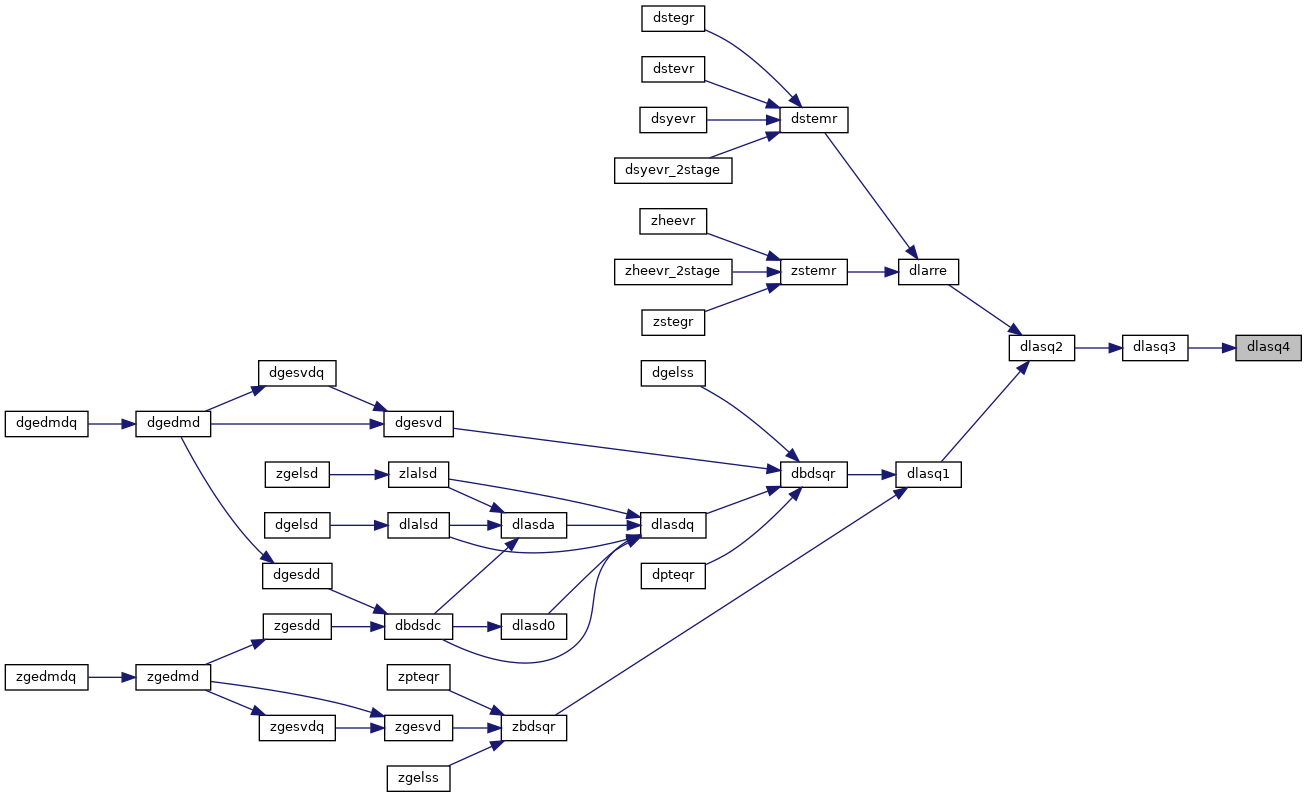 dstegr
dstevr
dsyevr
dstemr
dsyevr_2stage
zheevr
zheevr_2stage
zstemr
dlarre
zstegr
dlasq2
dlasq3
dlasq4
dgesvdq
dgelss
dgedmdq
dgedmd
dgesvd
zgelsd
zlalsd
dbdsqr
dlasq1
dgelsd
dlalsd
dlasda
dlasdq
dgesdd
dpteqr
zgesdd
dbdsdc
dlasd0
zgedmdq
zgedmd
zpteqr
zgesvdq
zgesvd
zbdsqr
zgelss